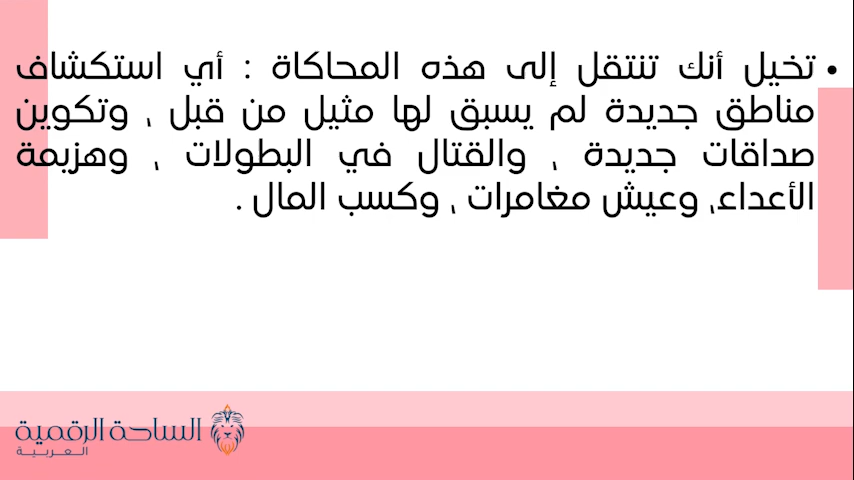 • تخيل أنك تنتقل إلى هذه المحاكاة : أي استكشاف
مناطق جديدة لم يسبق لها مثيل من قبل ، وتكوين
صداقات جديدة ، والقتال في البطولات ، وهزيمة
الأعداء، وعيش مغامرات ، وكسب المال .
الساحة الرقمية
العربية